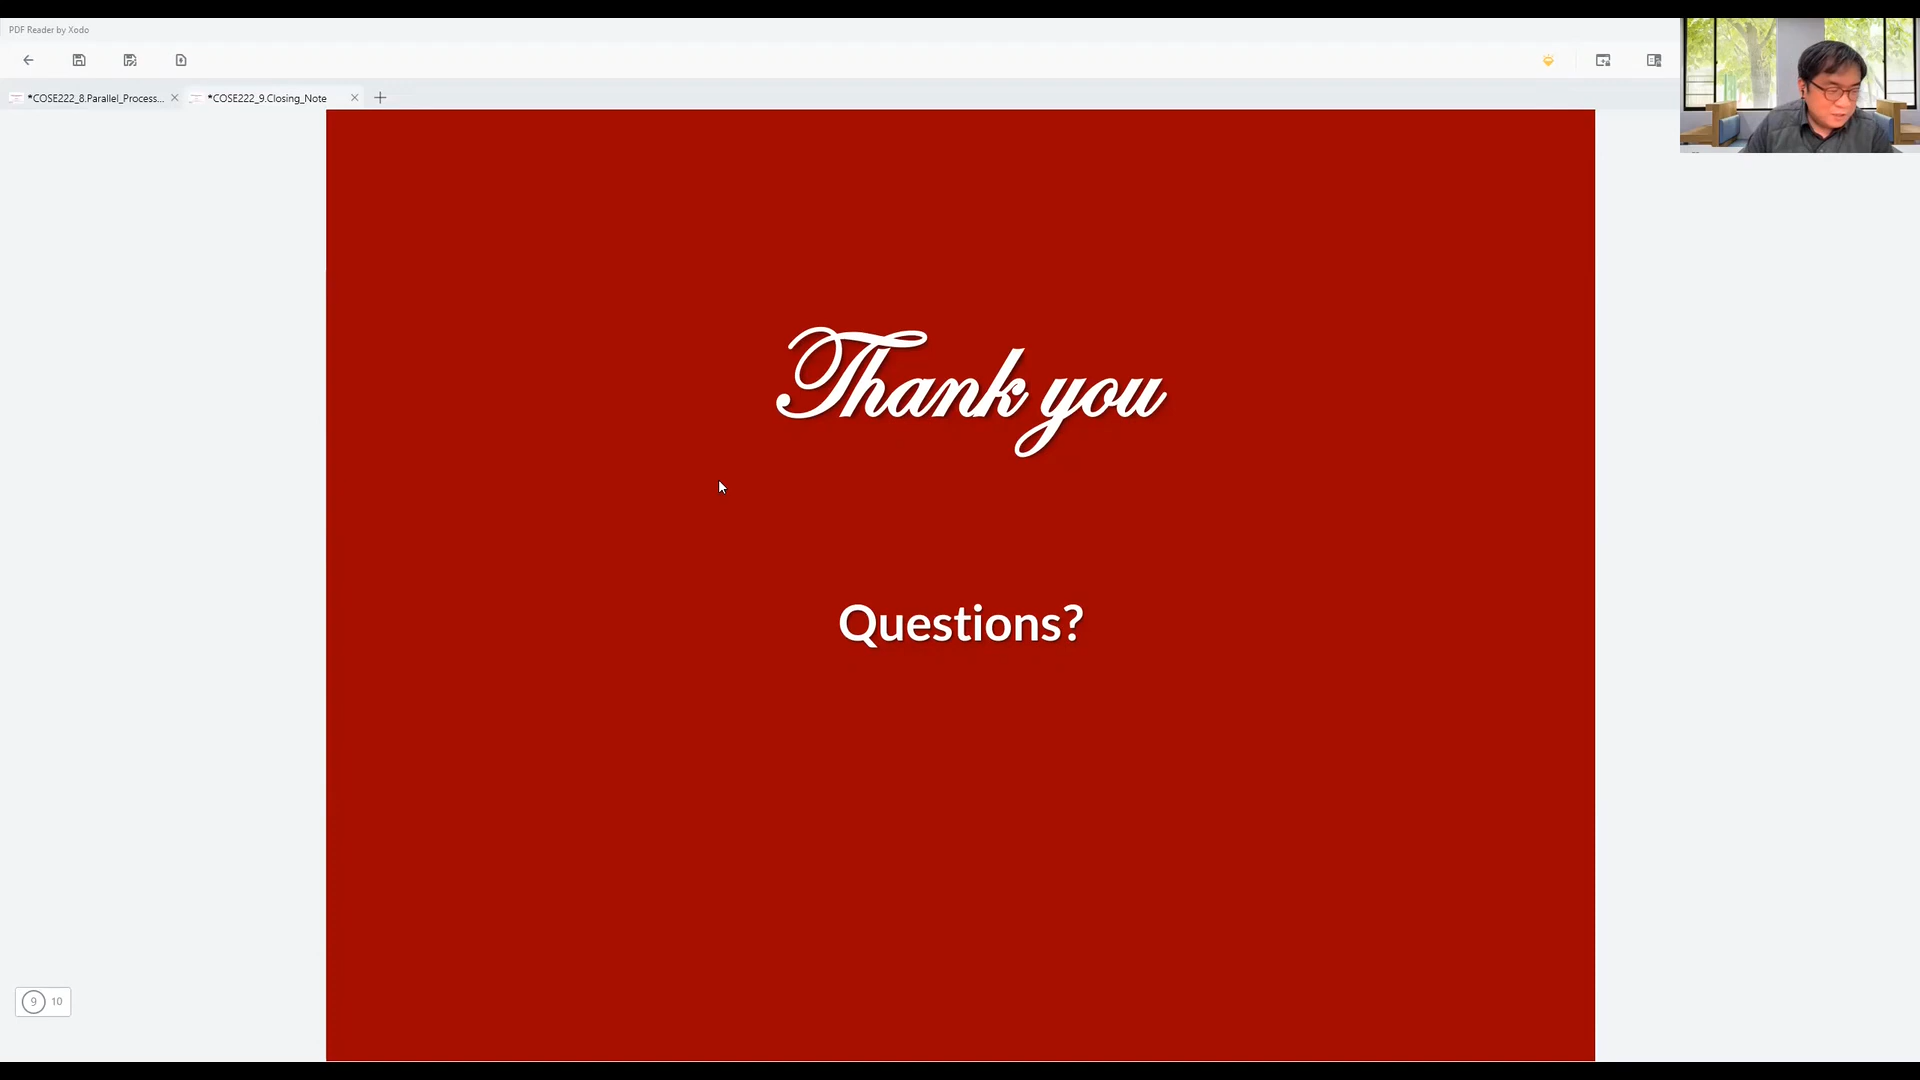 PDF Reader by Xodo
*COSE222_8.Parallel_Process...
*COSE222_9.Closing_Note
Thank you
Questions?
9 10